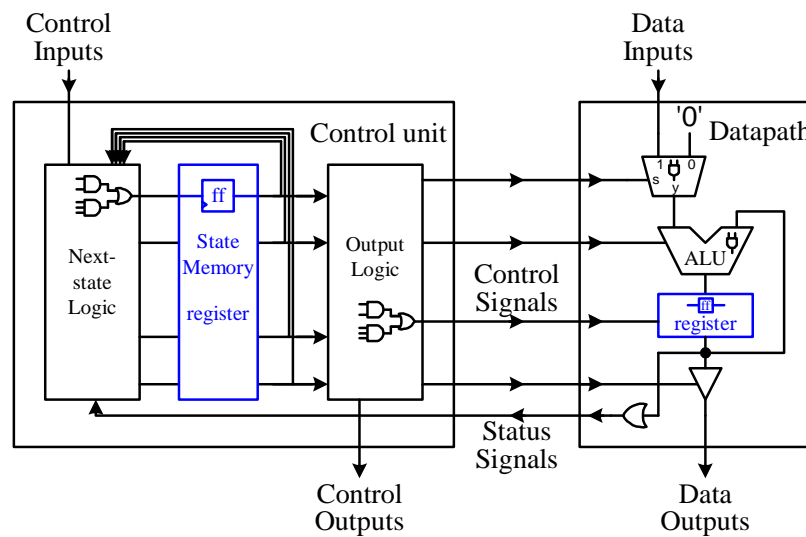 Control
Inputs
Data
Inputs
Control unit
'0'
Datapath
1 0
s
y
ff
State
Memory
register
Next-
state
Logic
Output
Logic
ALU
Control
Signals
ff
register
Status
Signals
Control
Outputs
Data
Outputs